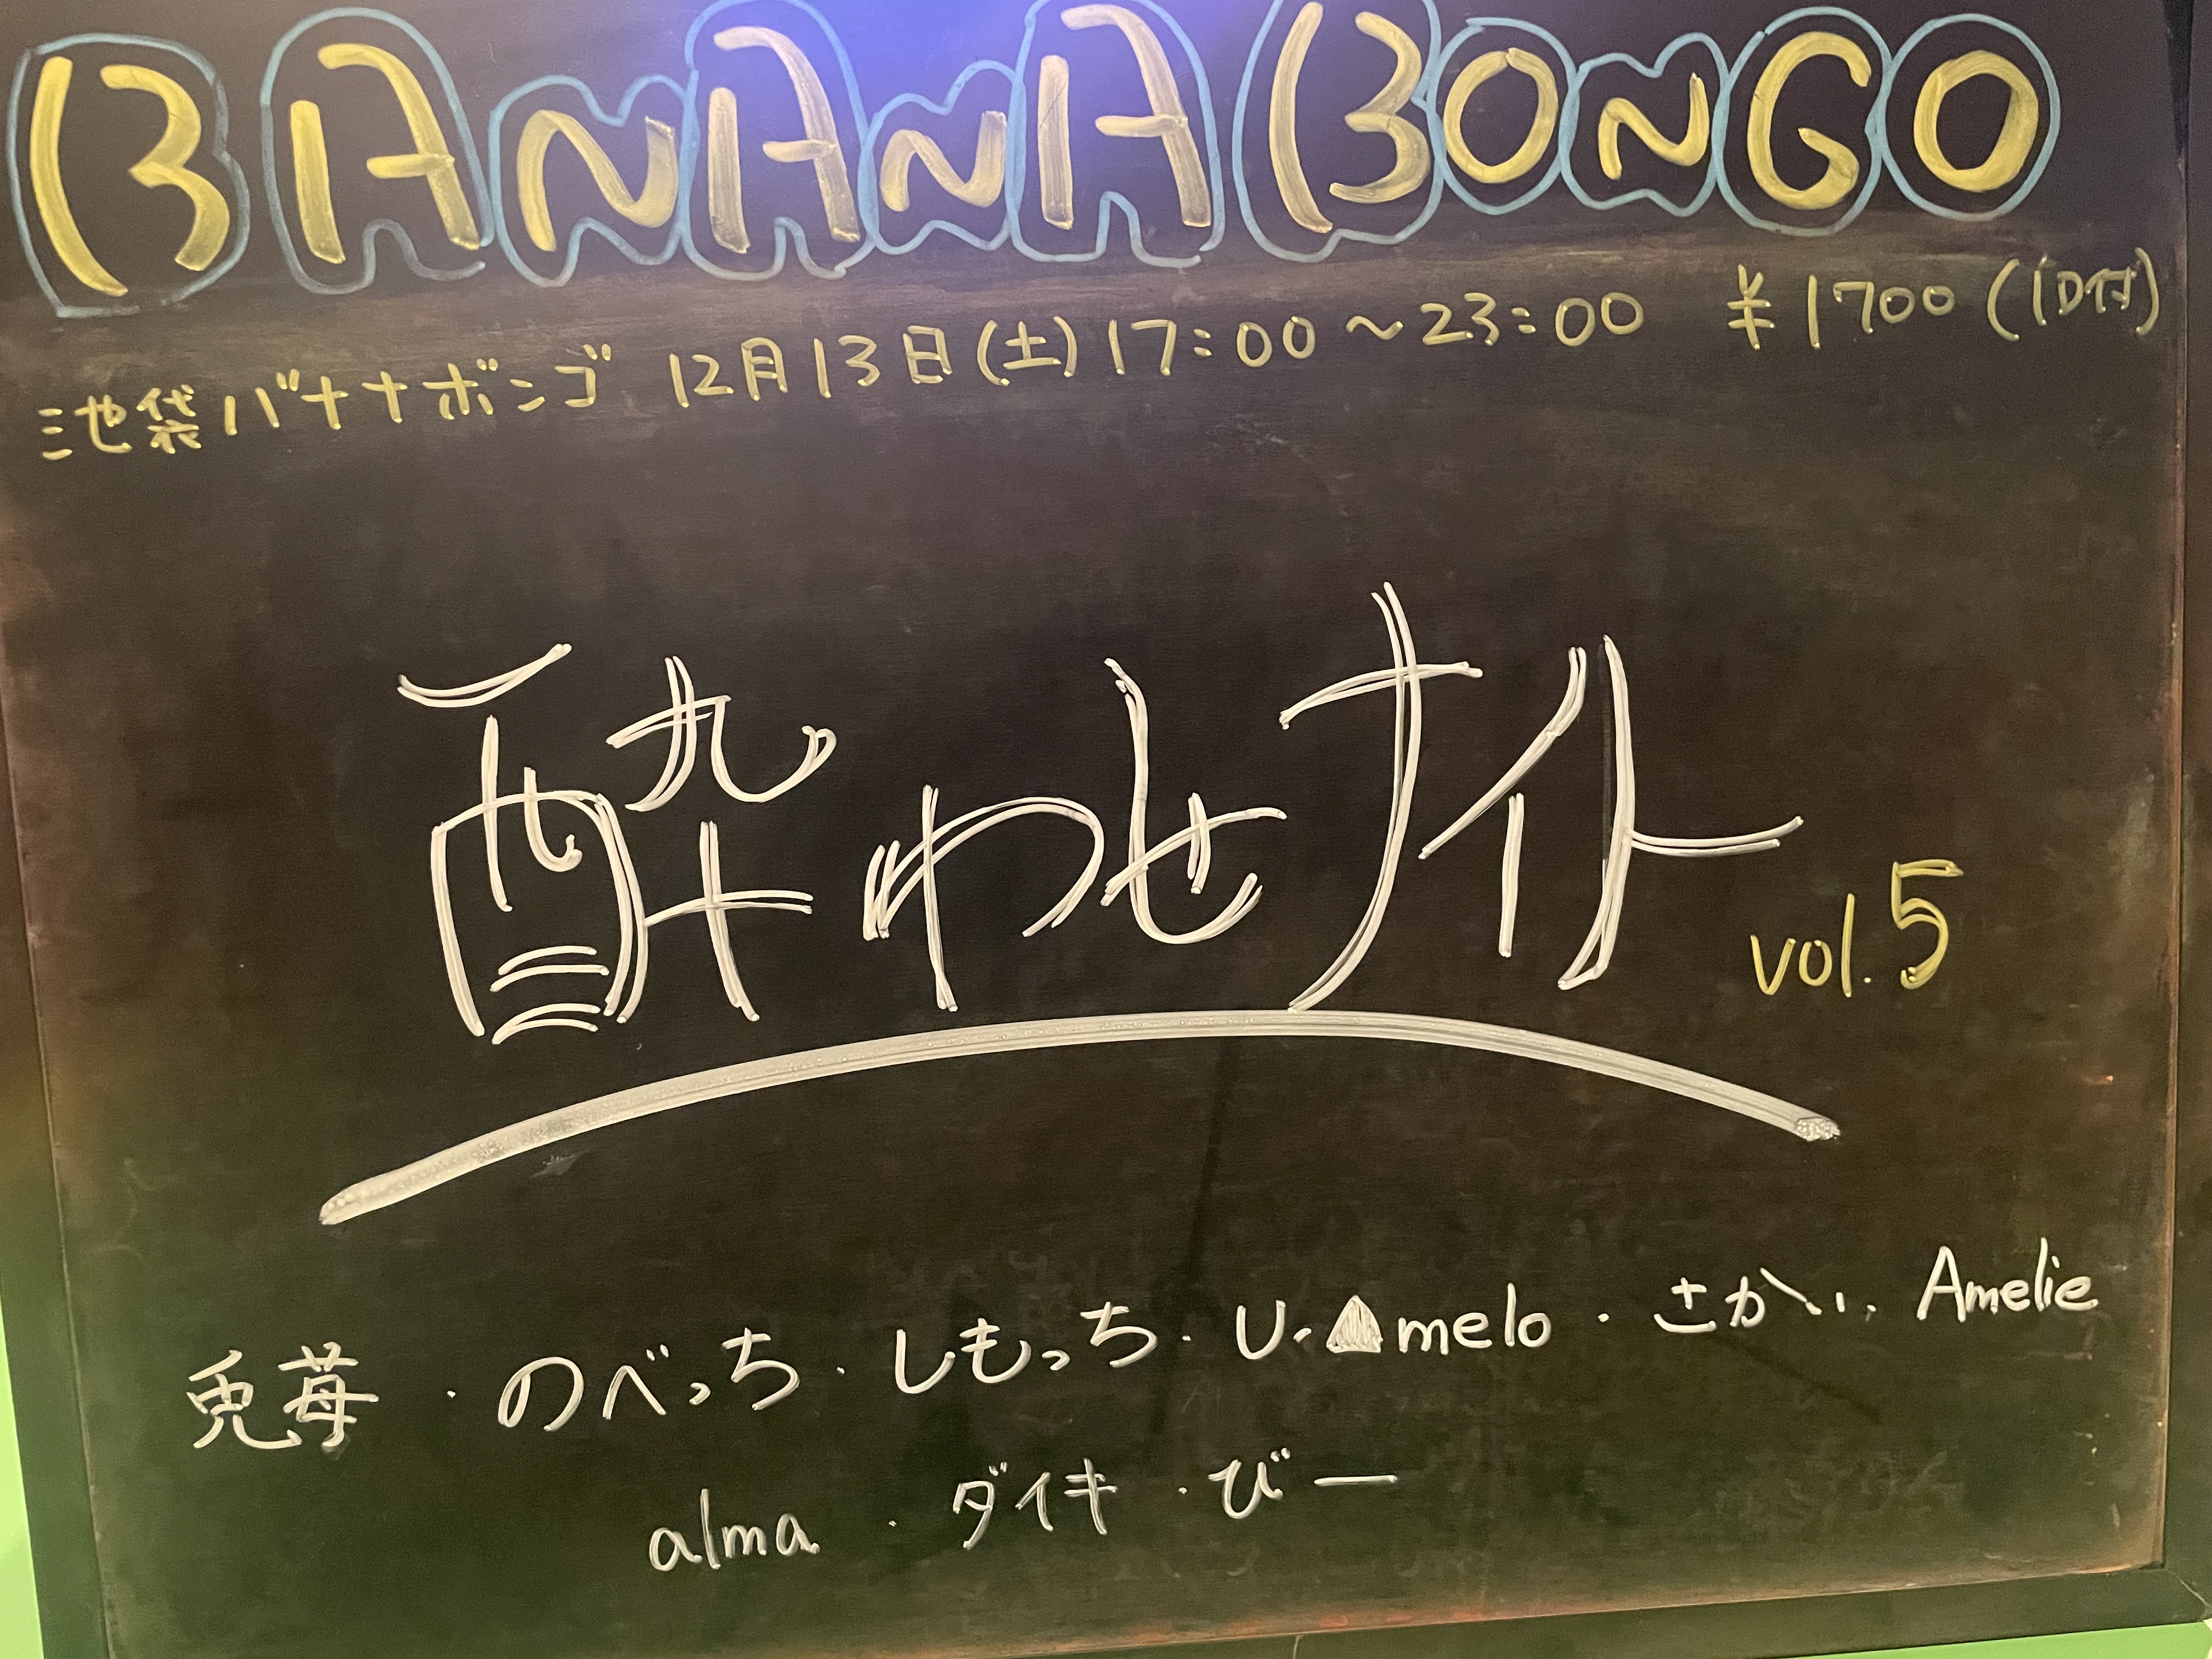 BANANA BONGO
池袋バナナボンゴ 12月13日(土) 17:00~23:00 ¥1700 (1D付)
酔わせナイト vol.5
兎苺・のべっち・しもっち・U・▲melo・さかい・Amelie
alma・ダイキ・びー